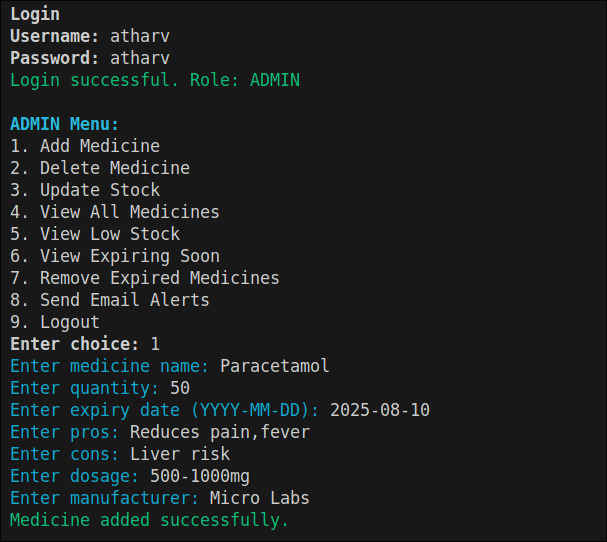 Login
Username: atharv
Password: atharv
Login successful. Role: ADMIN
ADMIN Menu:
1. Add Medicine
2. Delete Medicine
3. Update Stock
4. View All Medicines
5. View Low Stock
6. View Expiring Soon
7. Remove Expired Medicines
8. Send Email Alerts
9. Logout
Enter choice: 1
Enter medicine name: Paracetamol
Enter quantity: 50
Enter expiry date (YYYY-MM-DD): 2025-08-10
Enter pros: Reduces pain,fever
Enter cons: Liver risk
Enter dosage: 500-1000mg
Enter manufacturer: Micro Labs
Medicine added successfully.